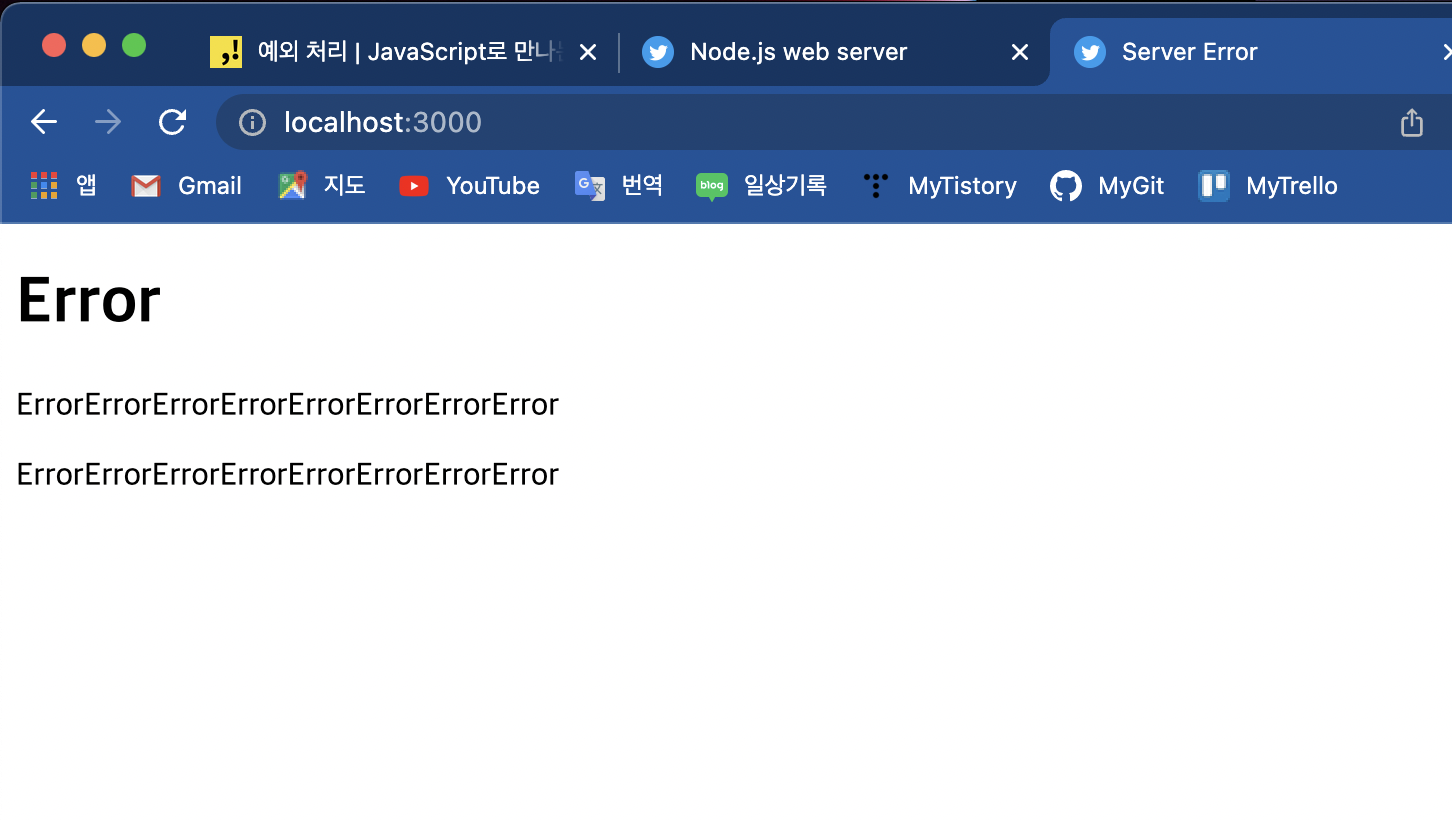 예외 처리 | JavaScript로 만나 Node.js web server Server Error
localhost:3000
앱 Gmail 지도 YouTube 번역 blog 일상기록 MyTistory MyGit MyTrello
Error
ErrorErrorErrorErrorErrorErrorErrorError
ErrorErrorErrorErrorErrorErrorErrorError